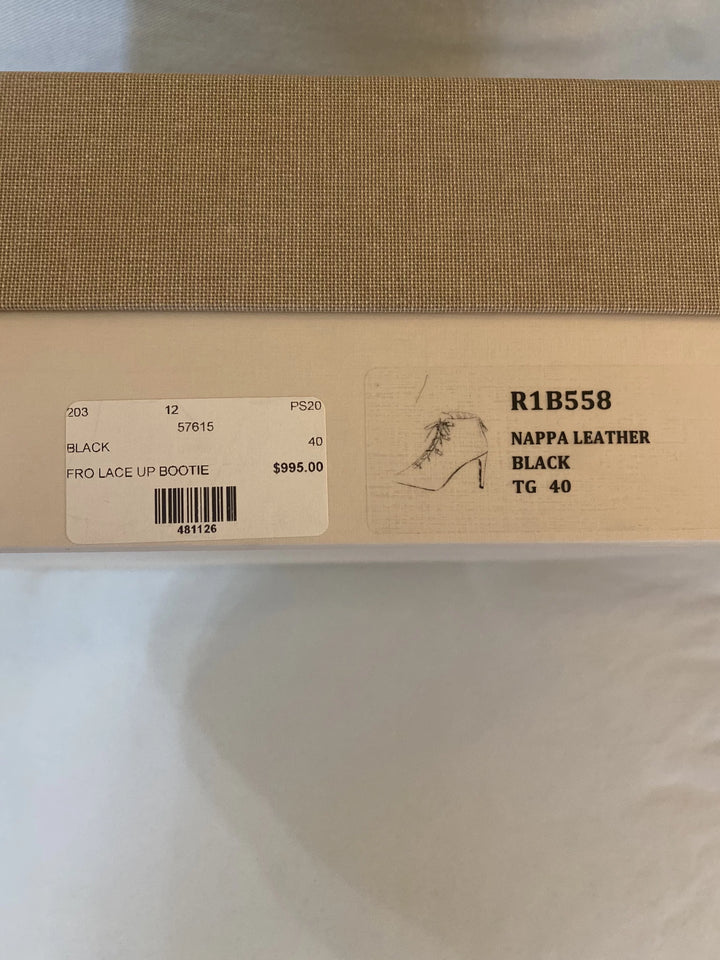 203 12 PS20
57615
BLACK 40
FRO LACE UP BOOTIE $995.00
481126
R1B558
NAPPA LEATHER
BLACK
TG 40